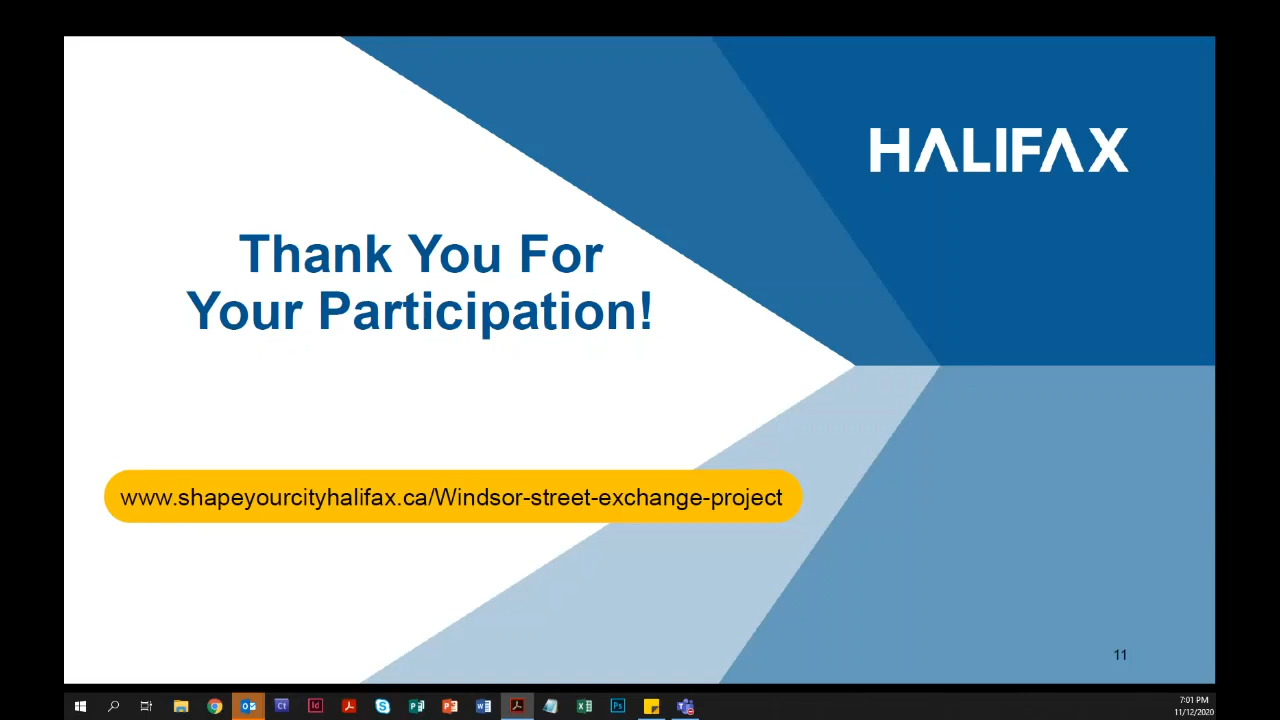 HALIFAX
Thank You For
Your Participation!
www.shapeyourcityhalifax.ca/Windsor-street-exchange-project
11
7:01 PM
11/12/2020